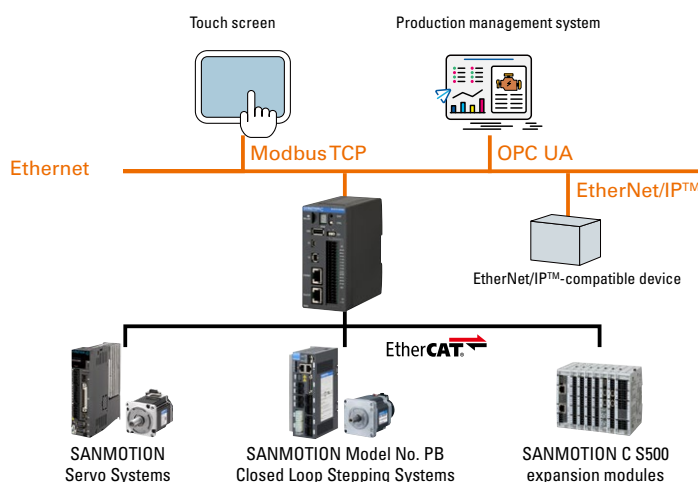 Touch screen
Production management system
Ethernet
Modbus TCP
OPC UA
EtherNet/IP™
EtherNet/IP™-compatible device
EtherCAT®
SANMOTION
Servo Systems
SANMOTION Model No. PB
Closed Loop Stepping Systems
SANMOTION C S500
expansion modules